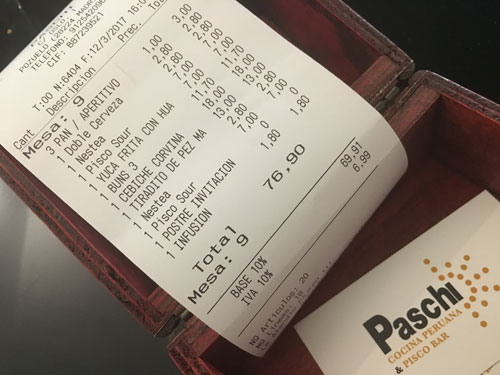 POZUELO 28224
TELEFONO:
CIF: B87239521
T:00 N:6404 F:12/3/2017
Cant Descripcion Prec.
Mesa: 9
3 PAN / APERITIVO 1,00 3,00
1 Doble cerveza 2,80 2,80
1 Nestea 2,80 2,80
1 Pisco Sour 7,00 7,00
1 YUCA FRITA CON HUA 7,00 7,00
1 BUNS 3 11,70 11,70
1 CEBICHE CORVINA 18,00 18,00
1 TIRADITO DE PEZ MA 13,00 13,00
1 Nestea 2,80 2,80
1 Pisco Sour 7,00 7,00
1 POSTRE INVITACION 0 0
1 INFUSION 1,80 1,80
Total 76,90
Mesa: 9
BASE 10% 69,91
IVA 10% 6,99
No Articulos: 20
Paschi
COCINA PERUANA
& PISCO BAR